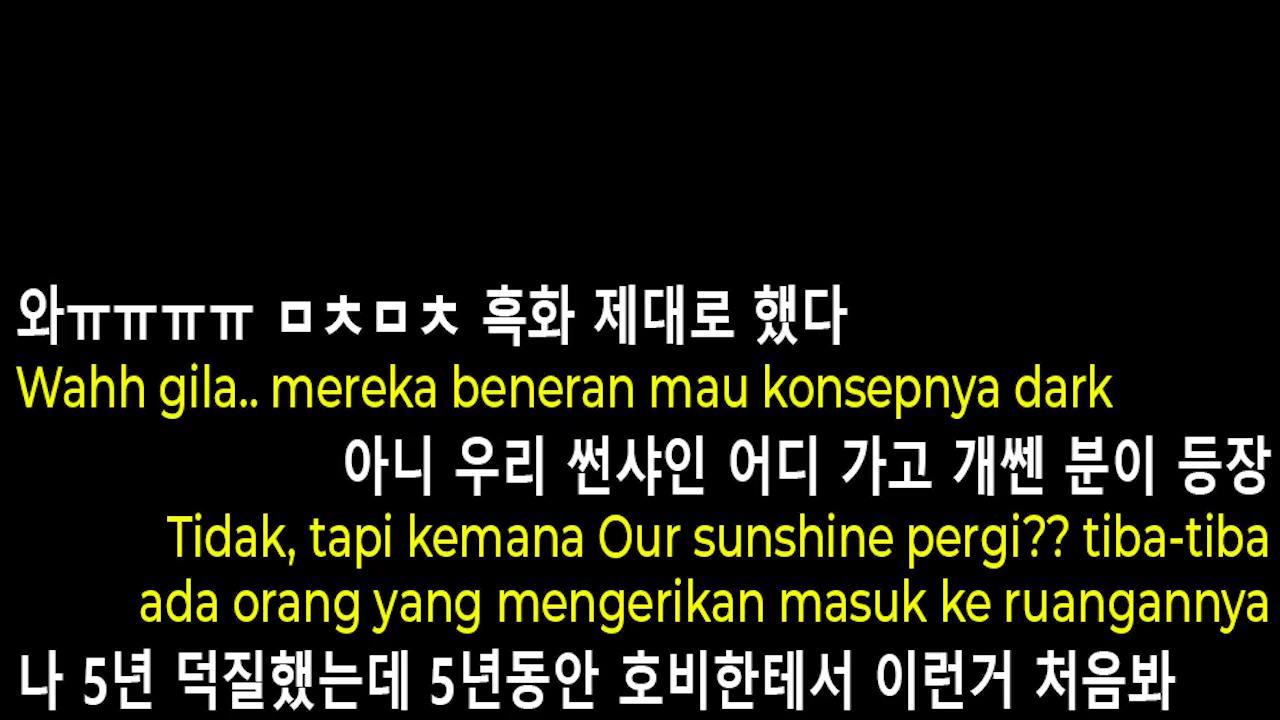 와ㅠㅠㅠㅠ ㅁㅊㅁㅊ 흑화 제대로 했다
Wahh gila.. mereka beneran mau konsepnya dark
아니 우리 썬샤인 어디 가고 개쎈 분이 등장
Tidak, tapi kemana Our sunshine pergi?? tiba-tiba
ada orang yang mengerikan masuk ke ruangannya
나 5년 덕질했는데 5년동안 호비한테서 이런거 처음봐